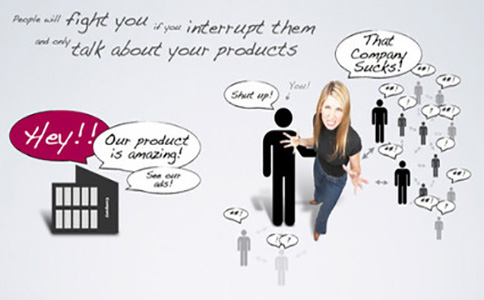 People will fight you if you interrupt them
and only talk about your products
That
Company
Sucks!
Shut up!
You!
Hey!!
Our product
is amazing!
See our
ads!
Company